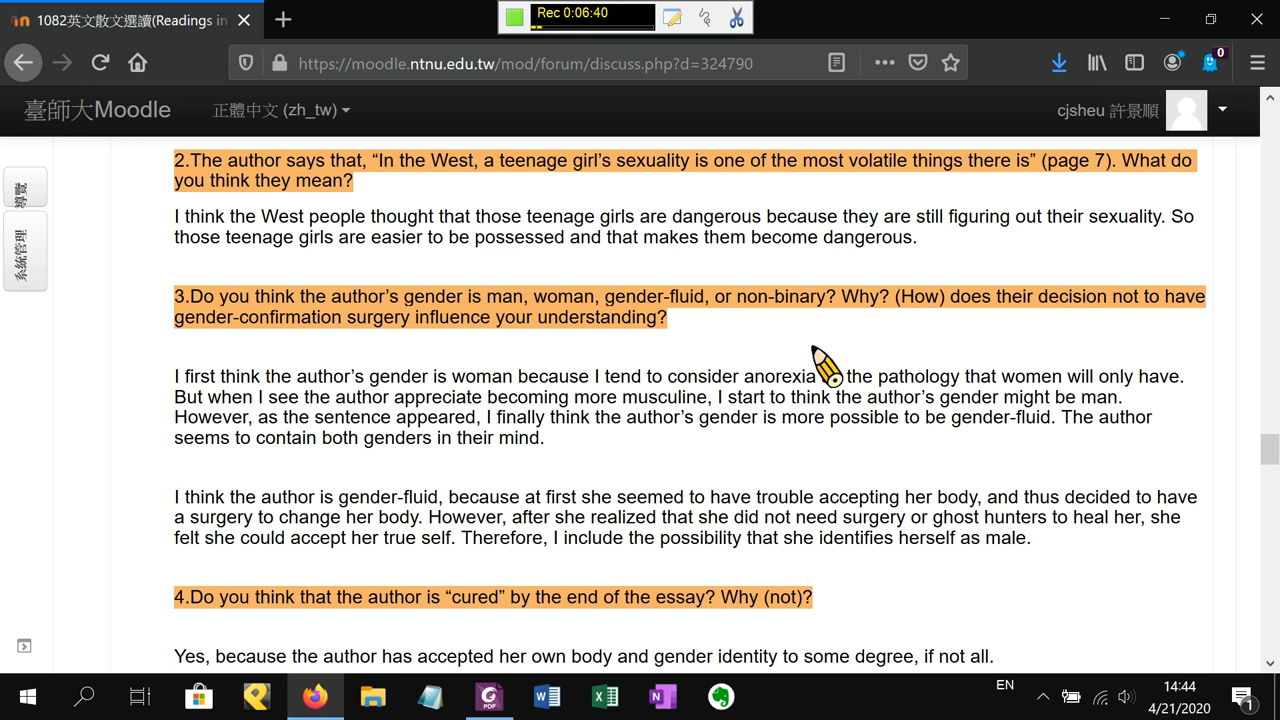 1082英文散文選讀(Readings in
Rec 0:06:40
https://moodle.ntnu.edu.tw/mod/forum/discuss.php?d=324790
0
臺師大Moodle
正體中文 (zh_tw)
cjsheu 許景順
導覽
系統管理
2.The author says that, “In the West, a teenage girl’s sexuality is one of the most volatile things there is” (page 7). What do
you think they mean?
I think the West people thought that those teenage girls are dangerous because they are still figuring out their sexuality. So
those teenage girls are easier to be possessed and that makes them become dangerous.
3.Do you think the author’s gender is man, woman, gender-fluid, or non-binary? Why? (How) does their decision not to have
gender-confirmation surgery influence your understanding?
I first think the author’s gender is woman because I tend to consider anorexia the pathology that women will only have.
But when I see the author appreciate becoming more musculine, I start to think the author’s gender might be man.
However, as the sentence appeared, I finally think the author’s gender is more possible to be gender-fluid. The author
seems to contain both genders in their mind.
I think the author is gender-fluid, because at first she seemed to have trouble accepting her body, and thus decided to have
a surgery to change her body. However, after she realized that she did not need surgery or ghost hunters to heal her, she
felt she could accept her true self. Therefore, I include the possibility that she identifies herself as male.
4.Do you think that the author is “cured” by the end of the essay? Why (not)?
Yes, because the author has accepted her own body and gender identity to some degree, if not all.
PDF
EN
14:44
4/21/2020
1